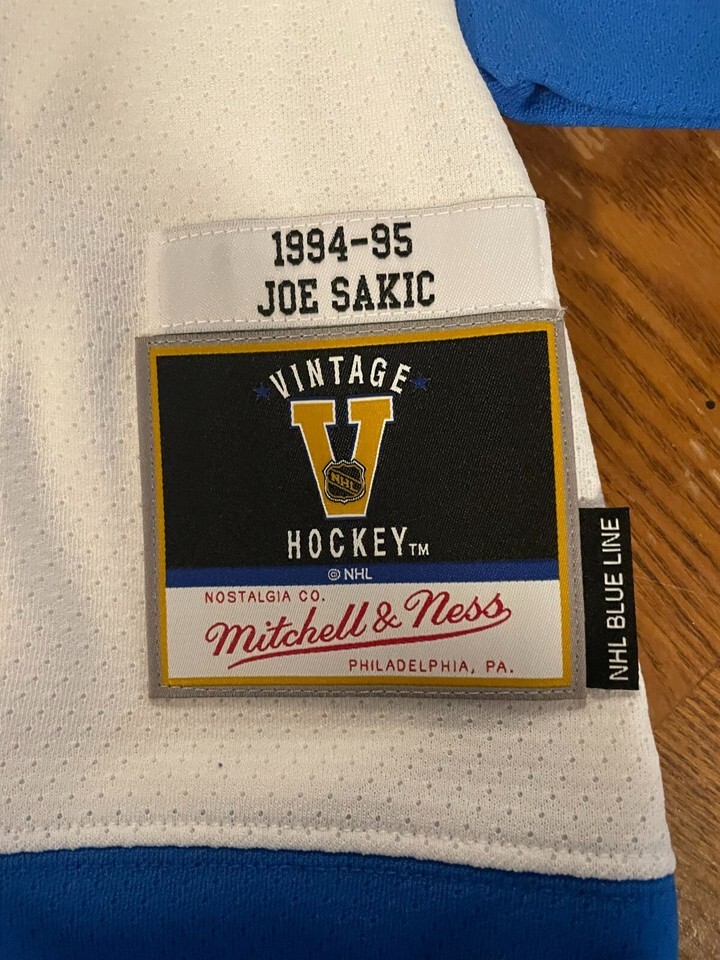 1994-95
JOE SAKIC
VINTAGE
V
NHL
HOCKEY™
© NHL
NOSTALGIA CO.
Mitchell & Ness
PHILADELPHIA, PA.
NHL BLUE LINE